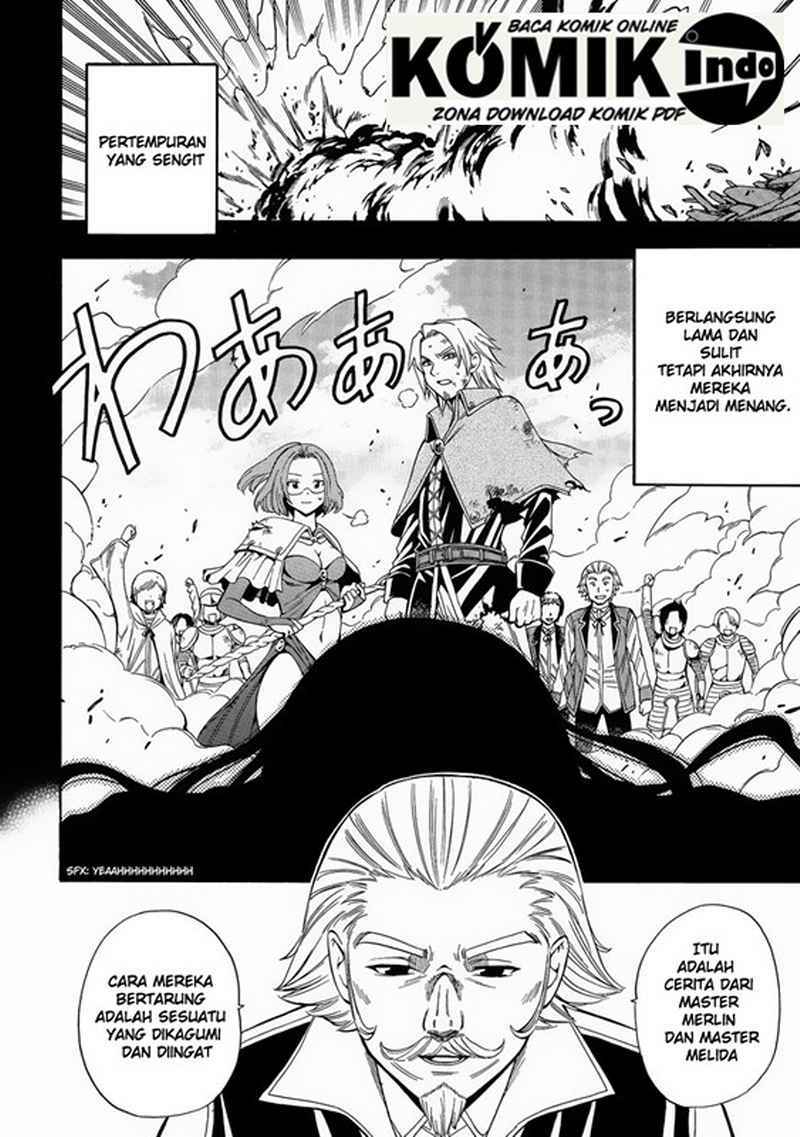 BACA KOMIK ONLINE
KOMIK Indo
ZONA DOWNLOAD KOMIK PDF
PERTEMPURAN
YANG SENGIT
BERLANGSUNG
LAMA DAN
SULIT
TETAPI AKHIRNYA
MEREKA
MENJADI MENANG.
わあああぁっ
SFX: YEAHHHHHHHHHHH
ITU
ADALAH
CERITA DARI
MASTER
MERLIN
DAN MASTER
MELIDA
CARA MEREKA
BERTARUNG
ADALAH SESUATU
YANG DIKAGUMI
DAN DIINGAT